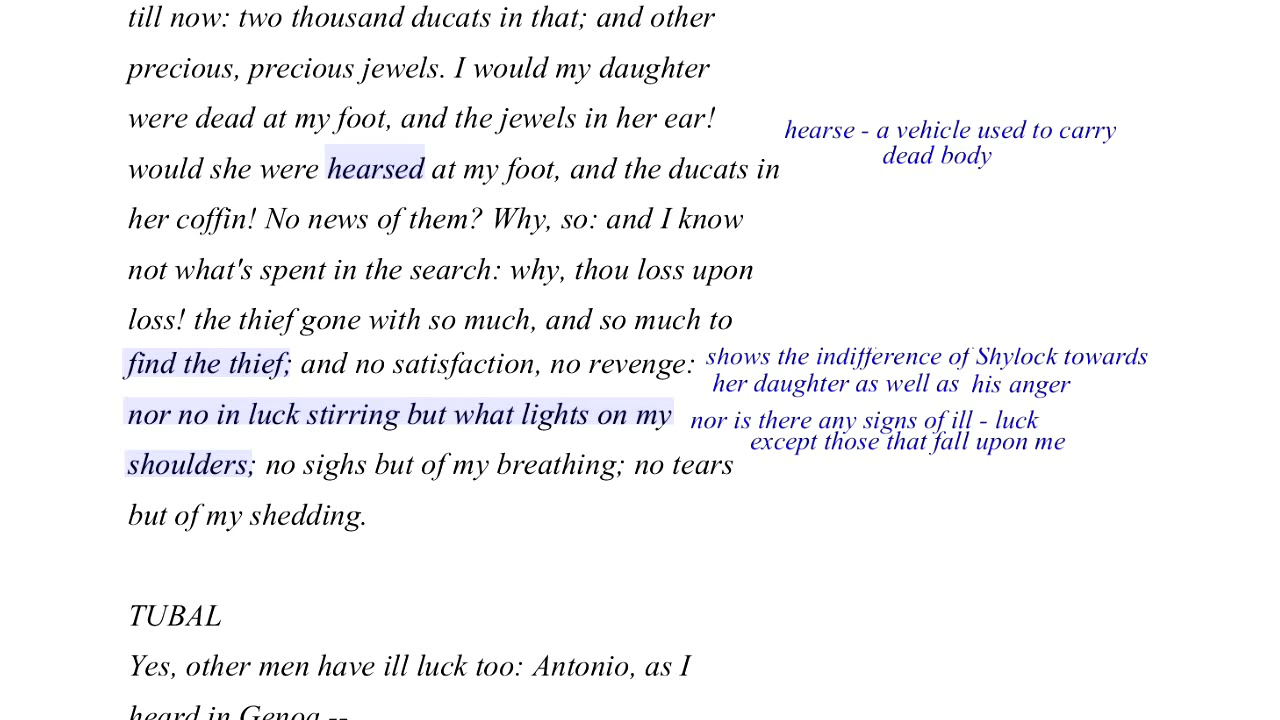 till now: two thousand ducats in that; and other
precious, precious jewels. I would my daughter
were dead at my foot, and the jewels in her ear!
hearse - a vehicle used to carry
dead body
would she were hearsed at my foot, and the ducats in
her coffin! No news of them? Why, so: and I know
not what's spent in the search: why, thou loss upon
loss! the thief gone with so much, and so much to
find the thief; and no satisfaction, no revenge:
shows the indifference of Shylock towards
her daughter as well as his anger
nor no in luck stirring but what lights on my
nor is there any signs of ill - luck
except those that fall upon me
shoulders; no sighs but of my breathing; no tears
but of my shedding.
TUBAL
Yes, other men have ill luck too: Antonio, as I
heard in Genoa --